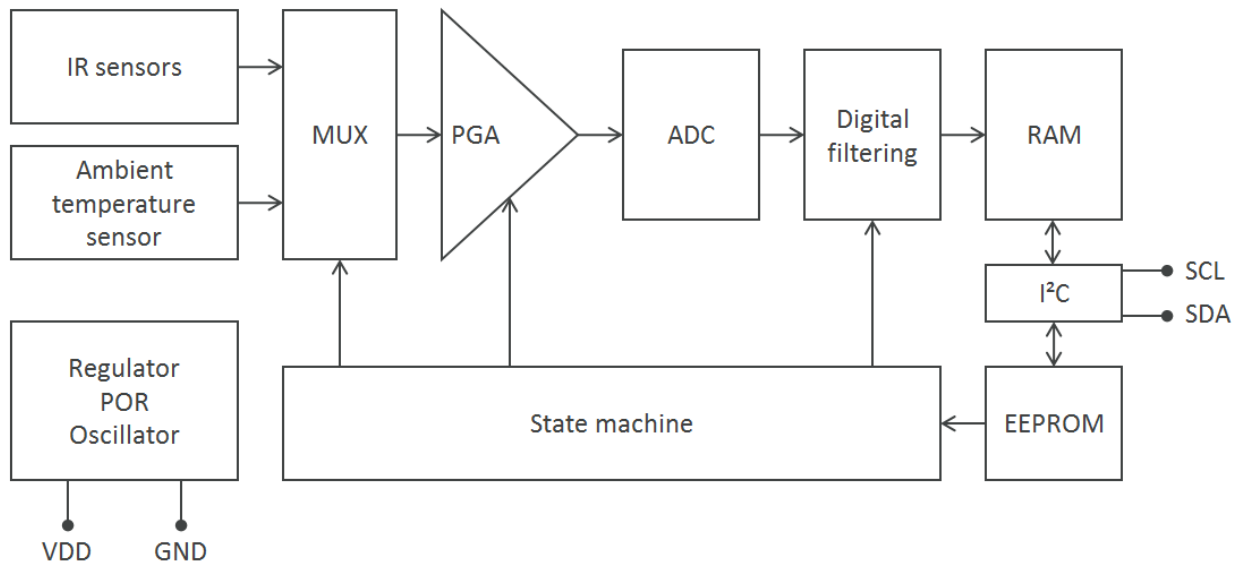 IR sensors
MUX
PGA
ADC
Digital
filtering
RAM
Ambient
temperature
sensor
I²C
SCL
SDA
Regulator
POR
Oscillator
State machine
EEPROM
VDD
GND